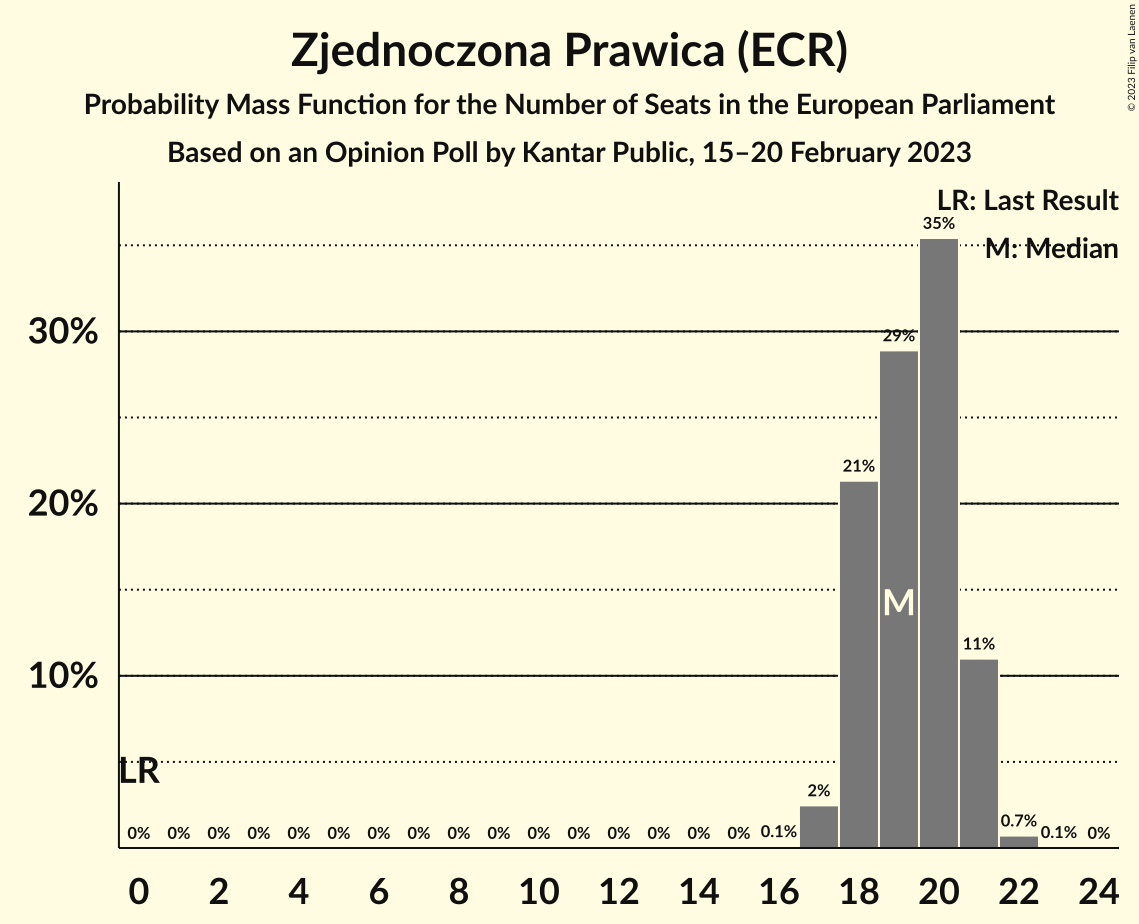 Zjednoczona Prawica (ECR)
Probability Mass Function for the Number of Seats in the European Parliament
Based on an Opinion Poll by Kantar Public, 15–20 February 2023
© 2023 Filip van Laenen
LR: Last Result
M: Median
30%
20%
10%
35%
29%
21%
M
11%
LR
0% 0% 0% 0% 0% 0% 0% 0% 0% 0% 0% 0% 0% 0% 0% 0% 0.1% 2% 0.7% 0.1% 0%
0 2 4 6 8 10 12 14 16 18 20 22 24